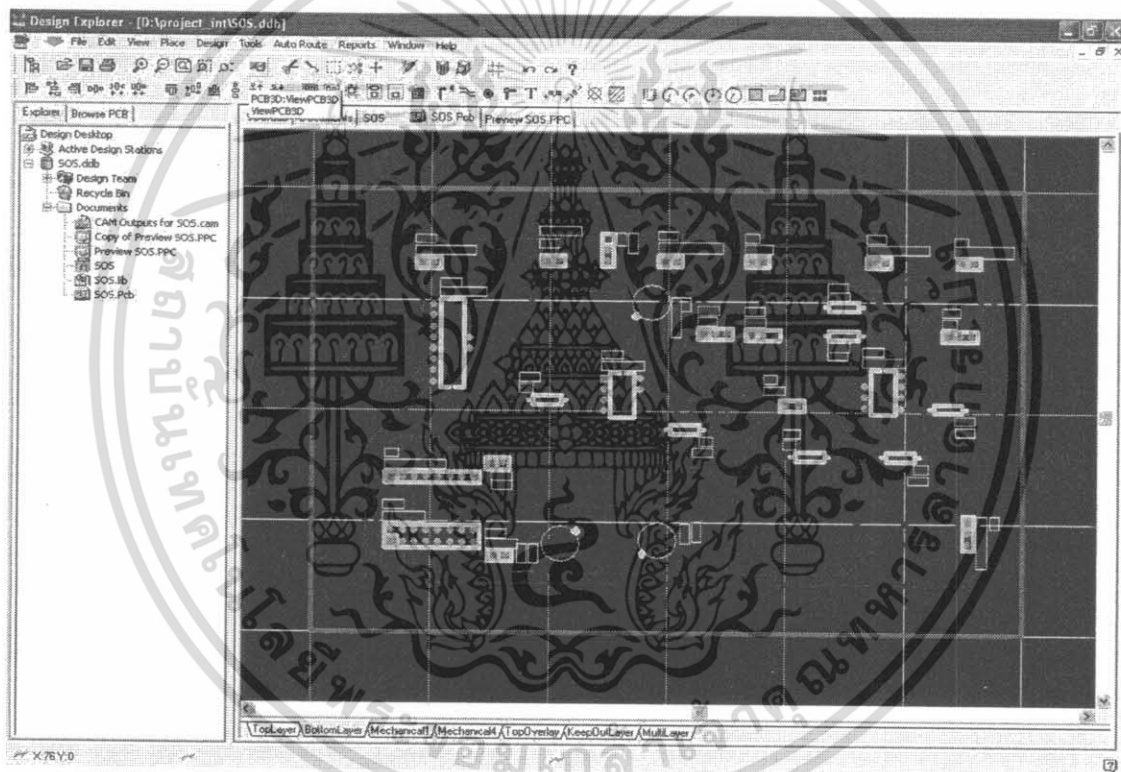 Design Explorer - [D:\project_int\SOS.ddb]
File Edit View Place Design Tools Auto Route Reports Window Help
PCB3D:ViewPCB3D
ViewPCB3D
Explorer Browse PCB
SOS SOS.Pcb Preview SOS.PPC
Design Desktop
Active Design Stations
SOS.ddb
Design Team
Recycle Bin
Documents
CAM Outputs for SOS.cam
Copy of Preview SOS.PPC
Preview SOS.PPC
SOS
SOS.lib
SOS.Pcb
TopLayer BottomLayer Mechanical1 Mechanical4 TopOverlay KeepOutLayer MultiLayer
X:76 Y:0